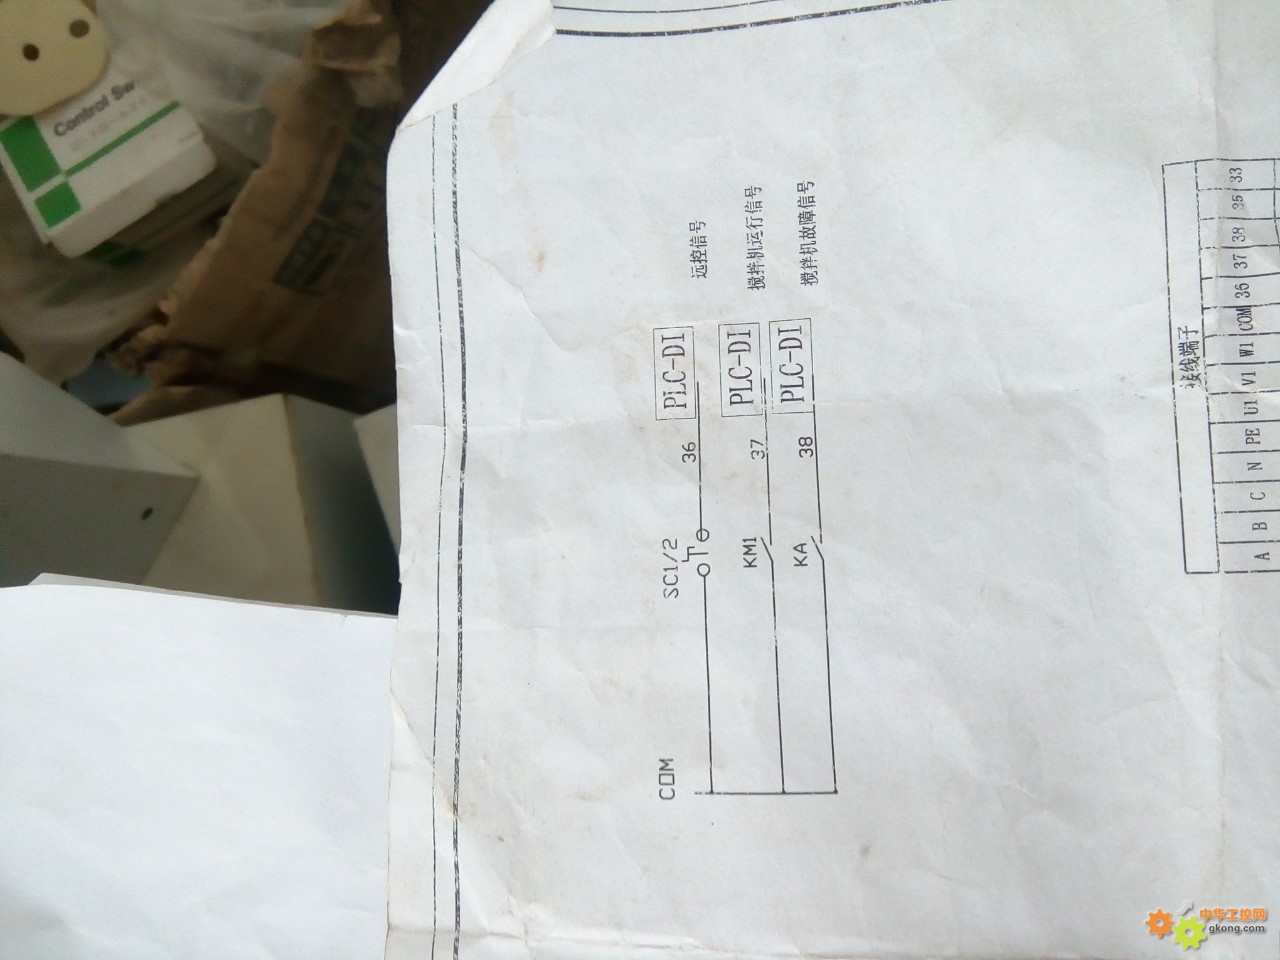 Control Sw
COM
SC1/2
36
PLC-DI
远控信号
KM1
37
PLC-DI
搅拌机运行信号
KA
38
PLC-DI
搅拌机故障信号
接线端子
A B C N PE U1 V1 W1 COM 36 37 38 35 33
中华工控网
gkong.com